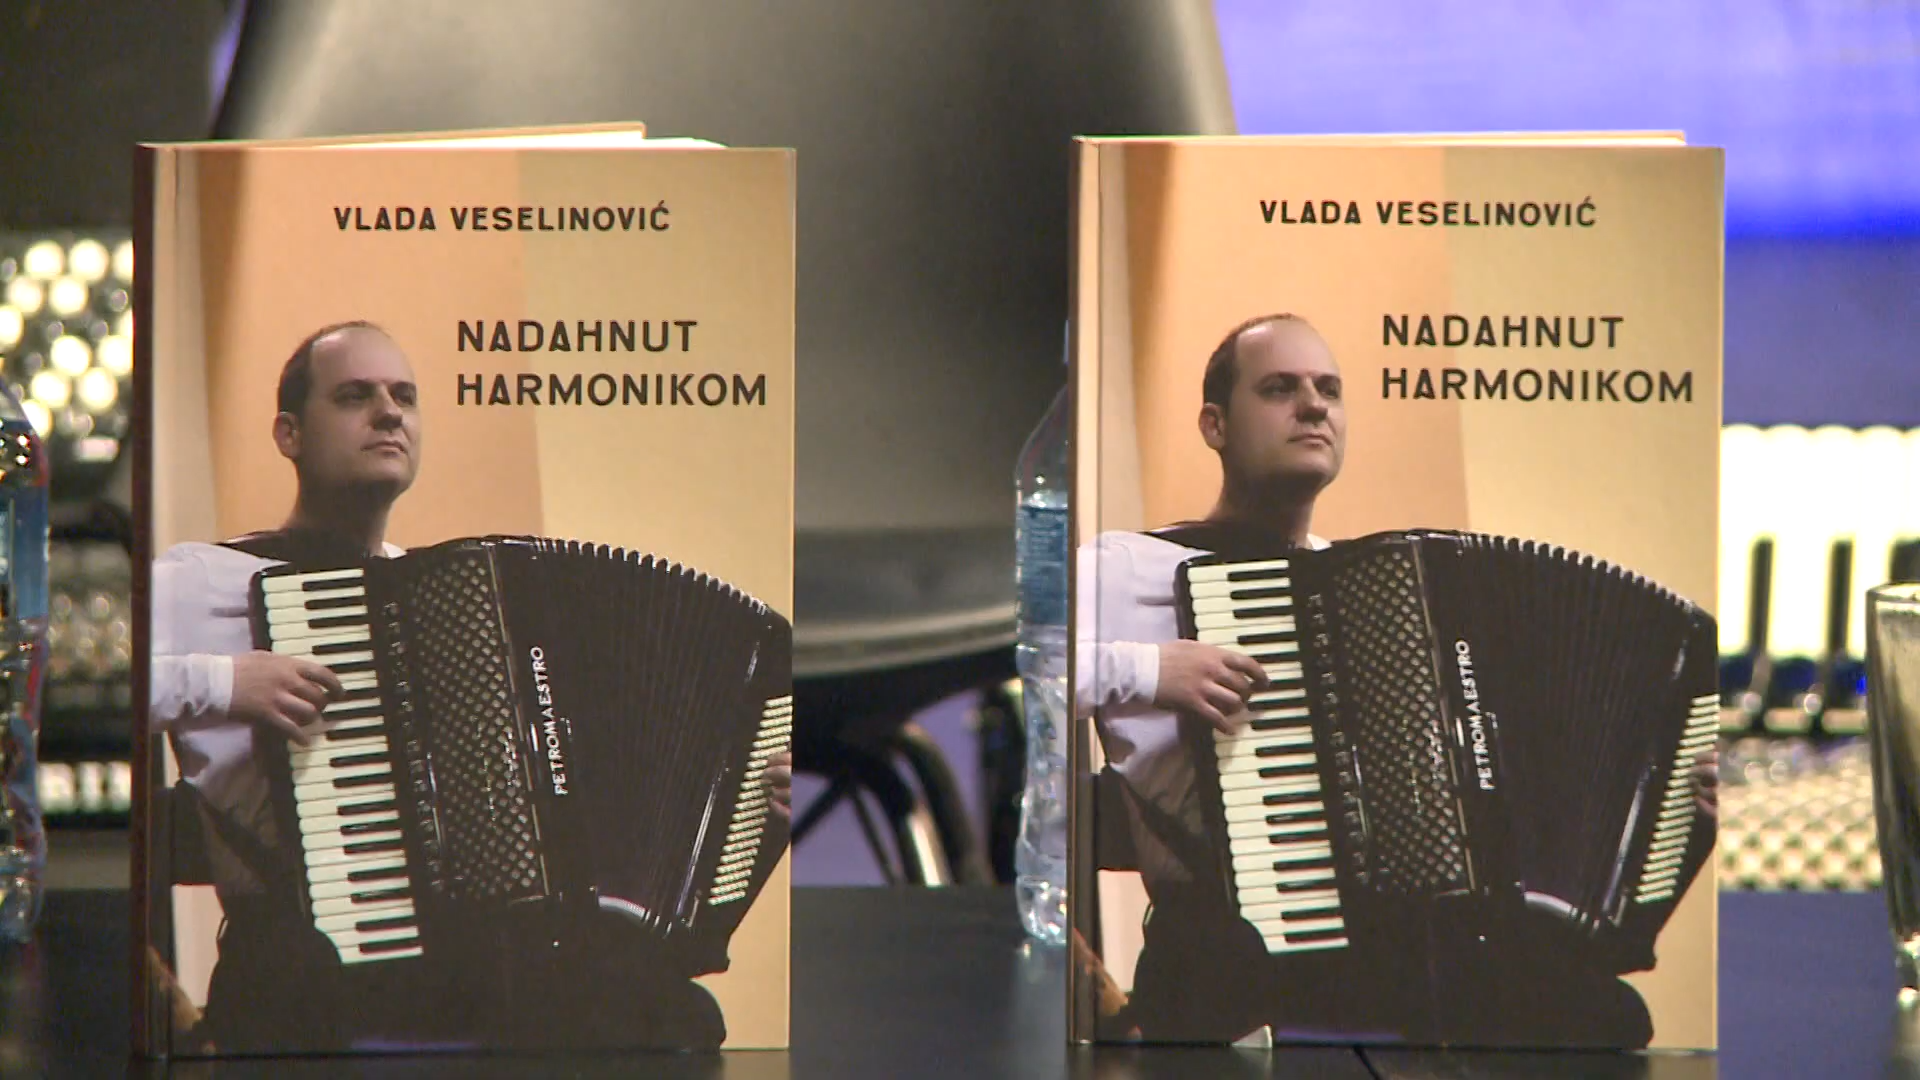 VLADA VESELINOVIĆ
NADAHNUT
HARMONIKOM
PETROMAESTRO
VLADA VESELINOVIĆ
NADAHNUT
HARMONIKOM
PETROMAESTRO